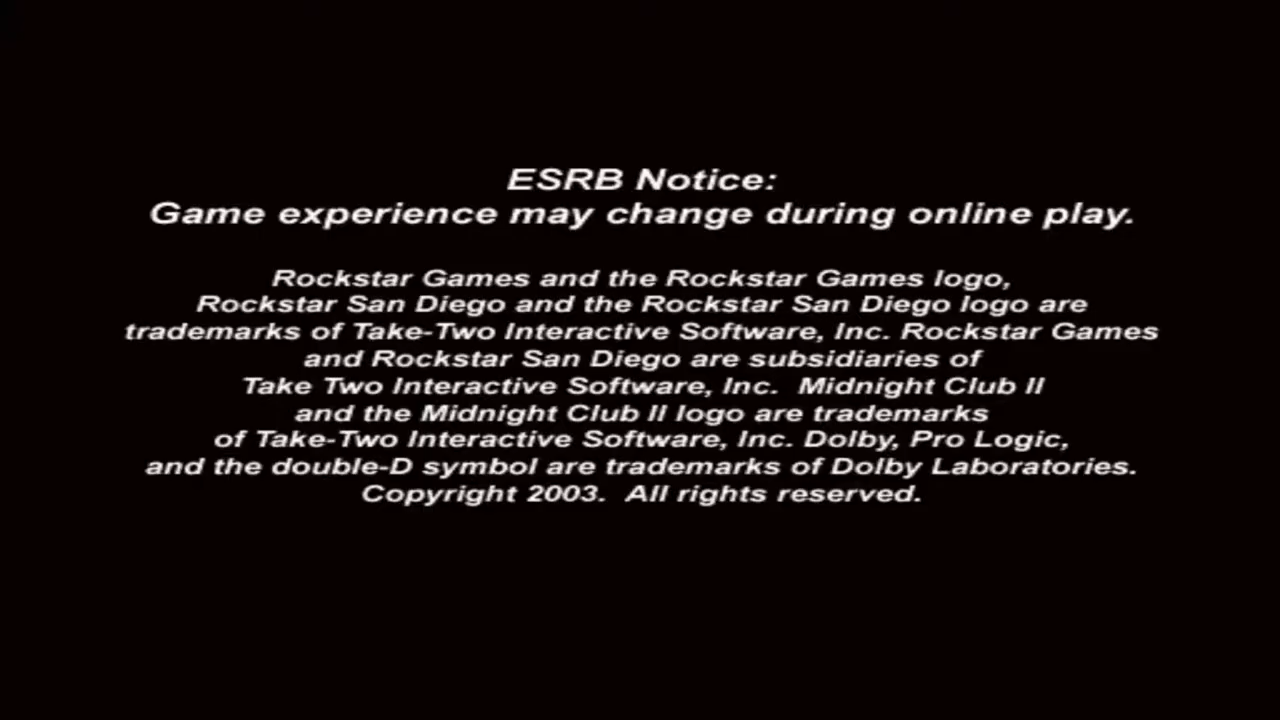 ESRB Notice:
Game experience may change during online play.
Rockstar Games and the Rockstar Games logo,
Rockstar San Diego and the Rockstar San Diego logo are
trademarks of Take-Two Interactive Software, Inc. Rockstar Games
and Rockstar San Diego are subsidiaries of
Take Two Interactive Software, Inc.  Midnight Club II
and the Midnight Club II logo are trademarks
of Take-Two Interactive Software, Inc. Dolby, Pro Logic,
and the double-D symbol are trademarks of Dolby Laboratories.
Copyright 2003.  All rights reserved.